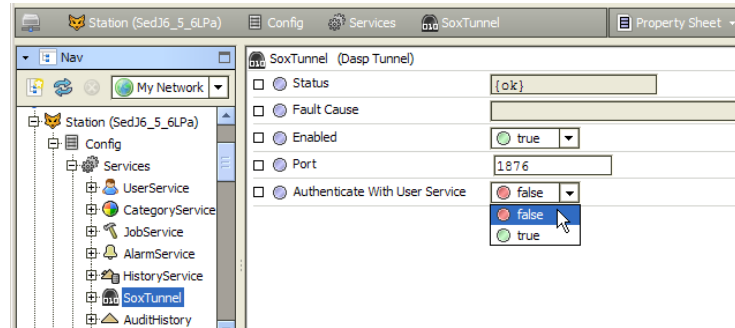 Station (SedJ6_5_6LPa) Config Services SoxTunnel Property Sheet
Nav
My Network
Station (SedJ6_5_6LPa)
Config
Services
UserService
CategoryService
JobService
AlarmService
HistoryService
SoxTunnel
AuditHistory
SoxTunnel (Dasp Tunnel)
Status {ok}
Fault Cause
Enabled true
Port 1876
Authenticate With User Service false
false
true